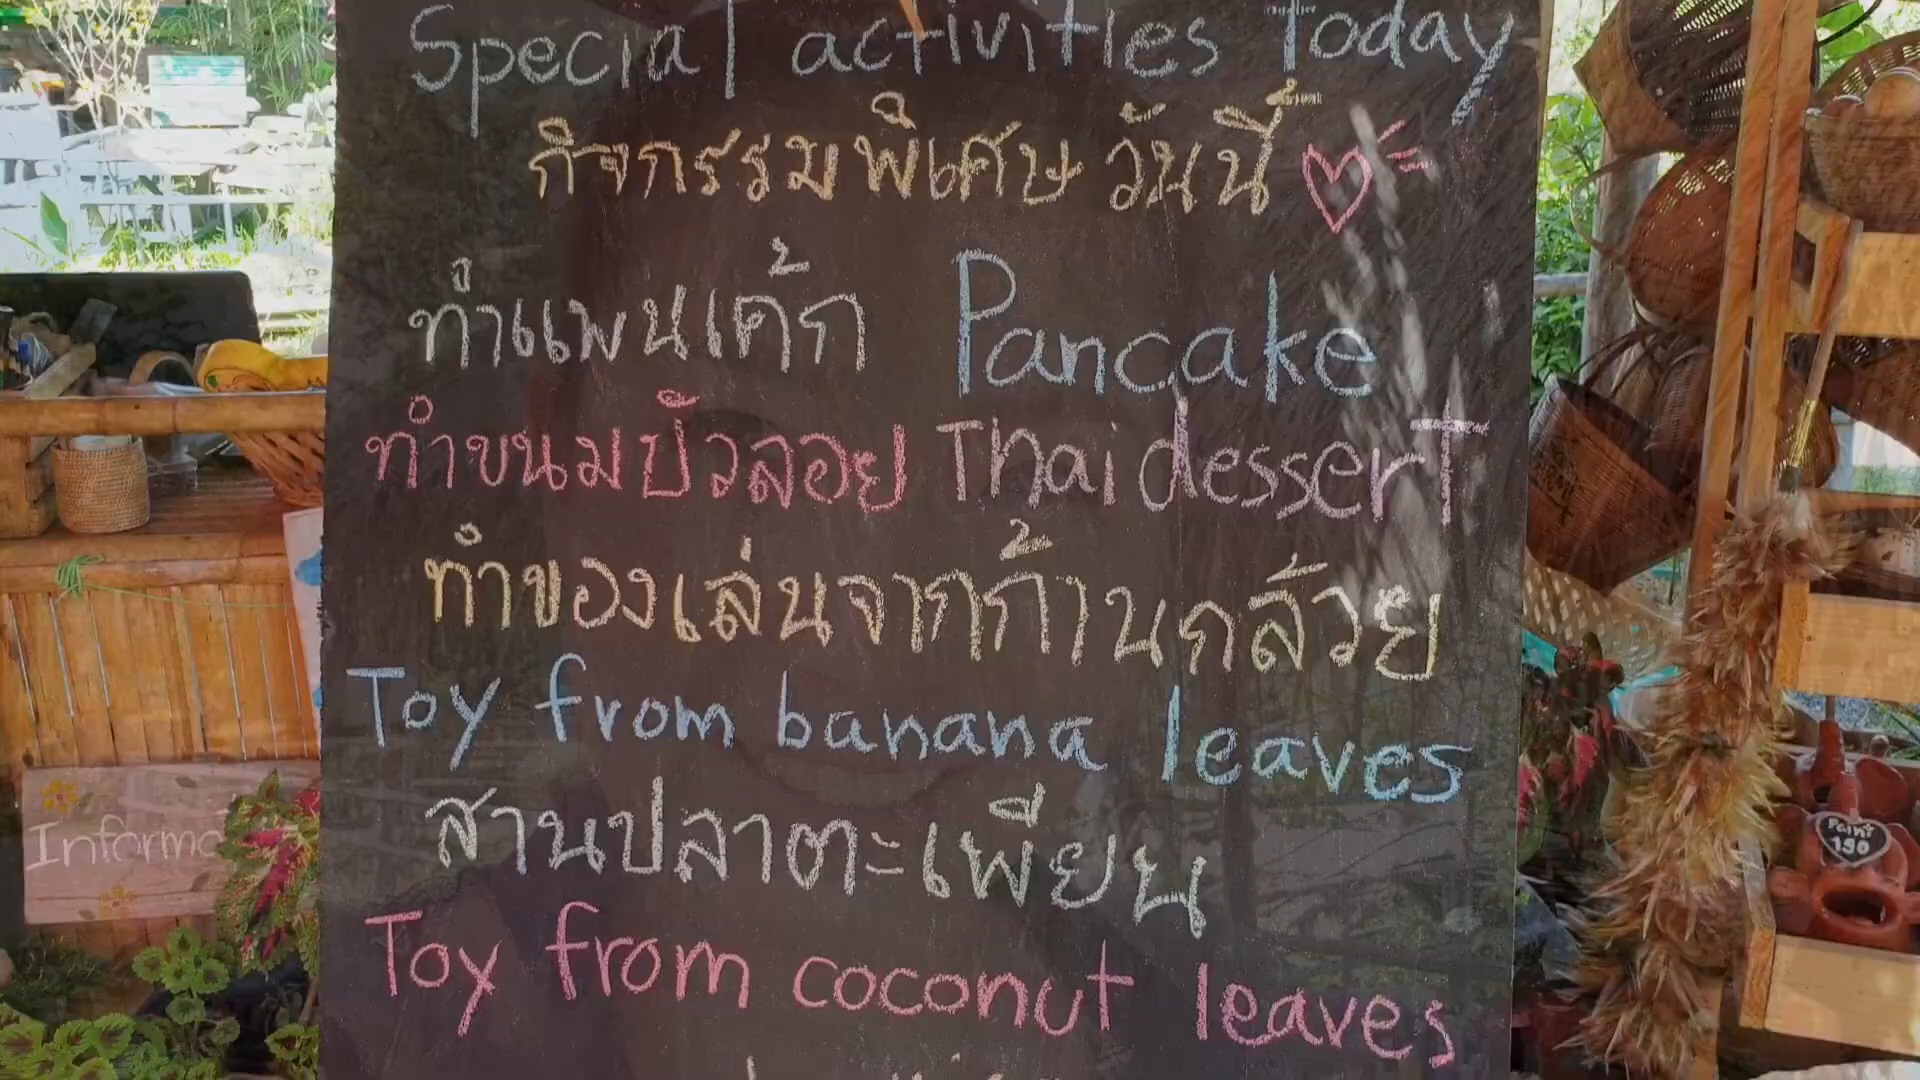 Special activities Today
กิจกรรมพิเศษ วันนี้
ทำแพนเค้ก Pancake
ทำขนมบัวลอย Thai dessert
ทำของเล่นจากก้านกล้วย
Toy from banana leaves
สานปลาตะเพียน
Toy from coconut leaves
Paint
190